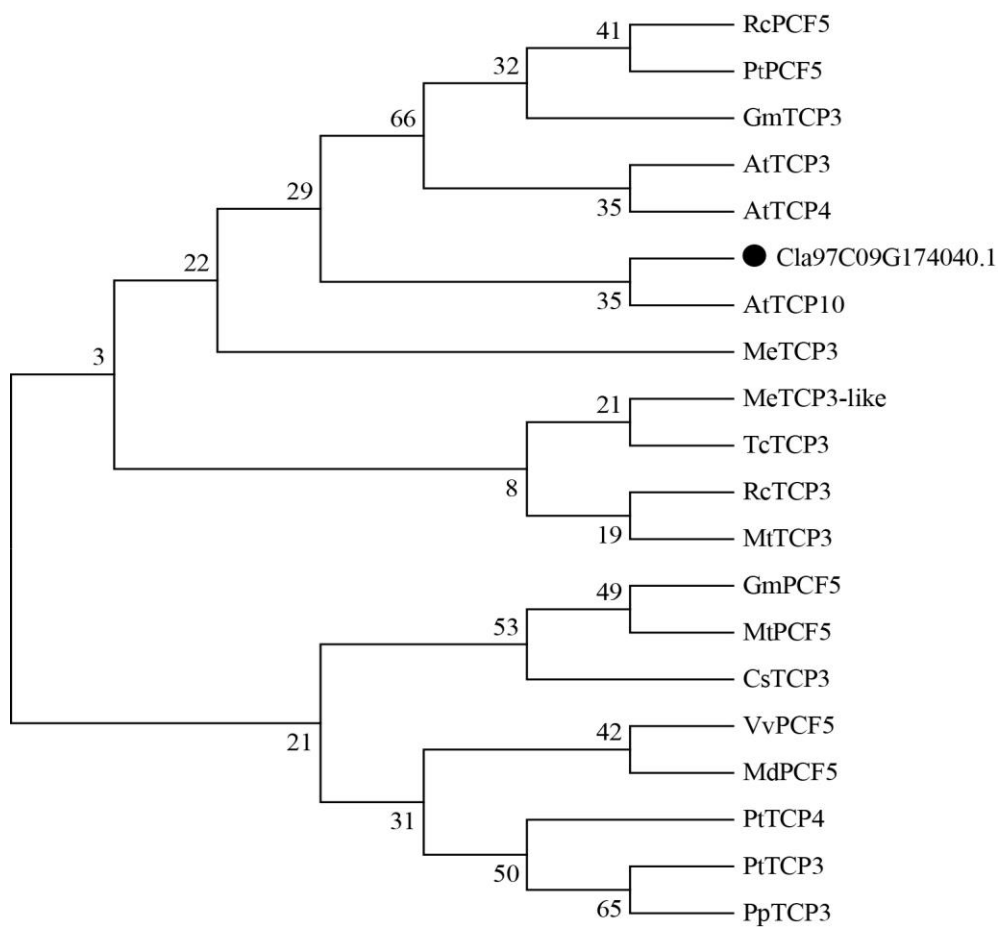 RcPCF5
41
PtPCF5
32
GmTCP3
66
AtTCP3
35
AtTCP4
29
Cla97C09G174040.1
35
AtTCP10
22
MeTCP3
3
MeTCP3-like
21
TcTCP3
8
RcTCP3
19
MtTCP3
GmPCF5
49
MtPCF5
53
CsTCP3
21
VvPCF5
42
MdPCF5
31
PtTCP4
50
PtTCP3
65
PpTCP3